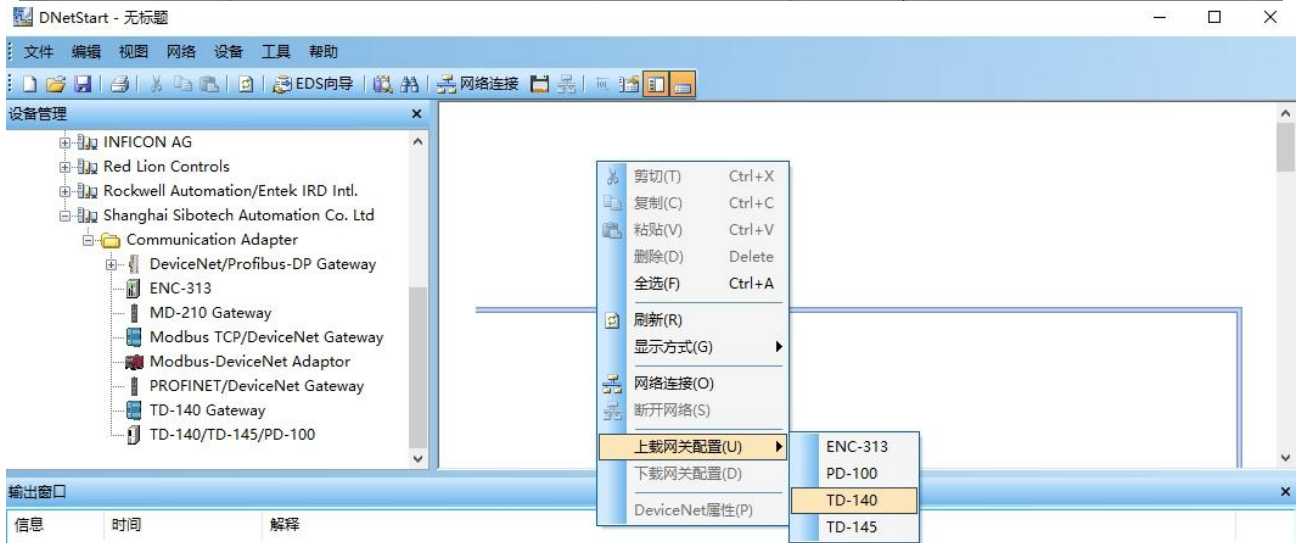 DNetStart - 无标题
文件 编辑 视图 网络 设备 工具 帮助
EDS向导 网络连接
设备管理
INFICON AG
Red Lion Controls
Rockwell Automation/Entek IRD Intl.
Shanghai Sibotech Automation Co. Ltd
Communication Adapter
DeviceNet/Profibus-DP Gateway
ENC-313
MD-210 Gateway
Modbus TCP/DeviceNet Gateway
Modbus-DeviceNet Adaptor
PROFINET/DeviceNet Gateway
TD-140 Gateway
TD-140/TD-145/PD-100
剪切(T) Ctrl+X
复制(C) Ctrl+C
粘贴(V) Ctrl+V
删除(D) Delete
全选(F) Ctrl+A
刷新(R)
显示方式(G)
网络连接(O)
断开网络(S)
上载网关配置(U)
下载网关配置(D)
DeviceNet属性(P)
ENC-313
PD-100
TD-140
TD-145
输出窗口
信息 时间 解释